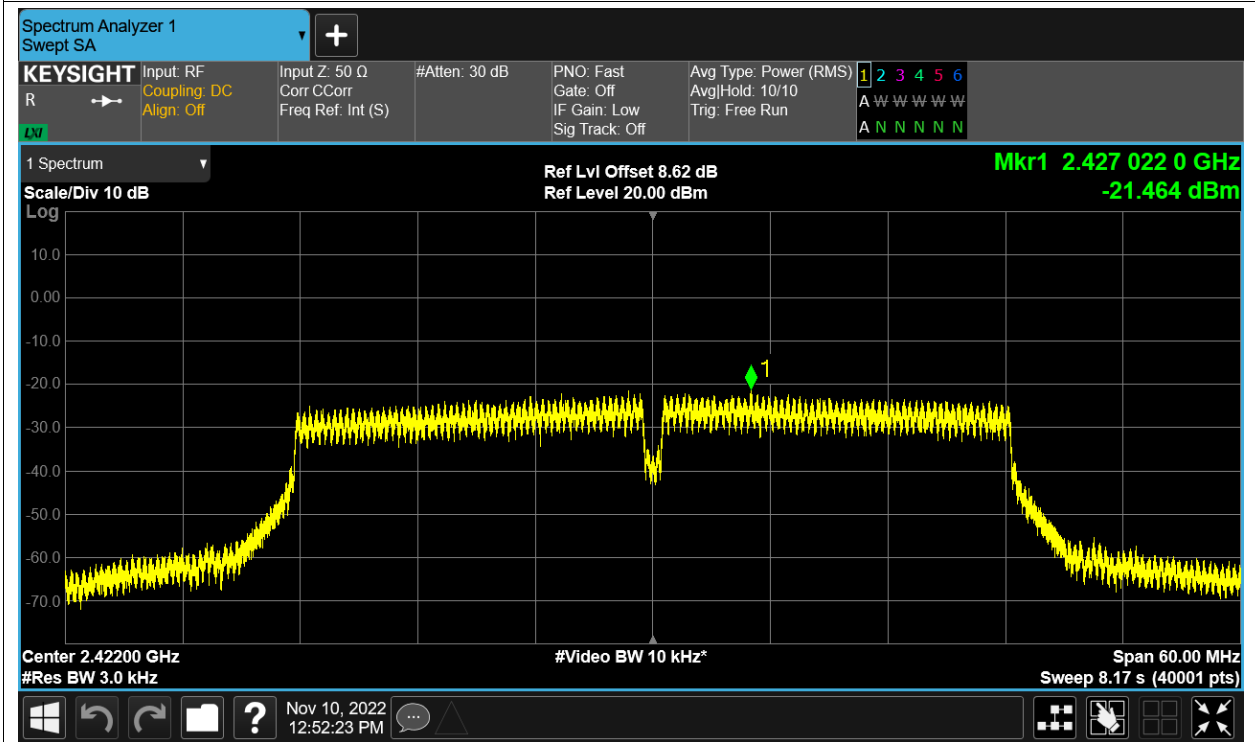 Spectrum Analyzer 1
Swept SA
+
KEYSIGHT Input: RF Input Z: 50 Ω #Atten: 30 dB PNO: Fast Avg Type: Power (RMS) 1 2 3 4 5 6
R Coupling: DC Corr CCorr Gate: Off Avg|Hold: 10/10 A W W W W W
Align: Off Freq Ref: Int (S) IF Gain: Low Trig: Free Run
LXI Sig Track: Off A N N N N N
1 Spectrum Ref Lvl Offset 8.62 dB Mkr1 2.427 022 0 GHz
Scale/Div 10 dB Ref Level 20.00 dBm -21.464 dBm
Log
10.0
0.00
-10.0
1
-20.0
-30.0
-40.0
-50.0
-60.0
-70.0
Center 2.42200 GHz #Video BW 10 kHz* Span 60.00 MHz
#Res BW 3.0 kHz Sweep 8.17 s (40001 pts)
? Nov 10, 2022
12:52:23 PM